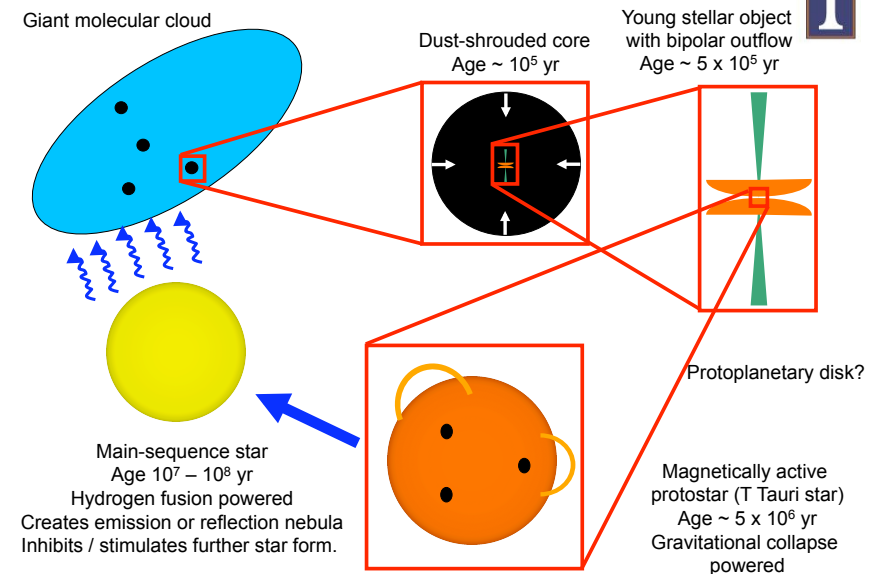 Giant molecular cloud
Dust-shrouded core
Age ~ 10⁵ yr
Young stellar object
with bipolar outflow
Age ~ 5 x 10⁵ yr
I
Protoplanetary disk?
Main-sequence star
Age 10⁷ – 10⁸ yr
Hydrogen fusion powered
Creates emission or reflection nebula
Inhibits / stimulates further star form.
Magnetically active
protostar (T Tauri star)
Age ~ 5 x 10⁶ yr
Gravitational collapse
powered